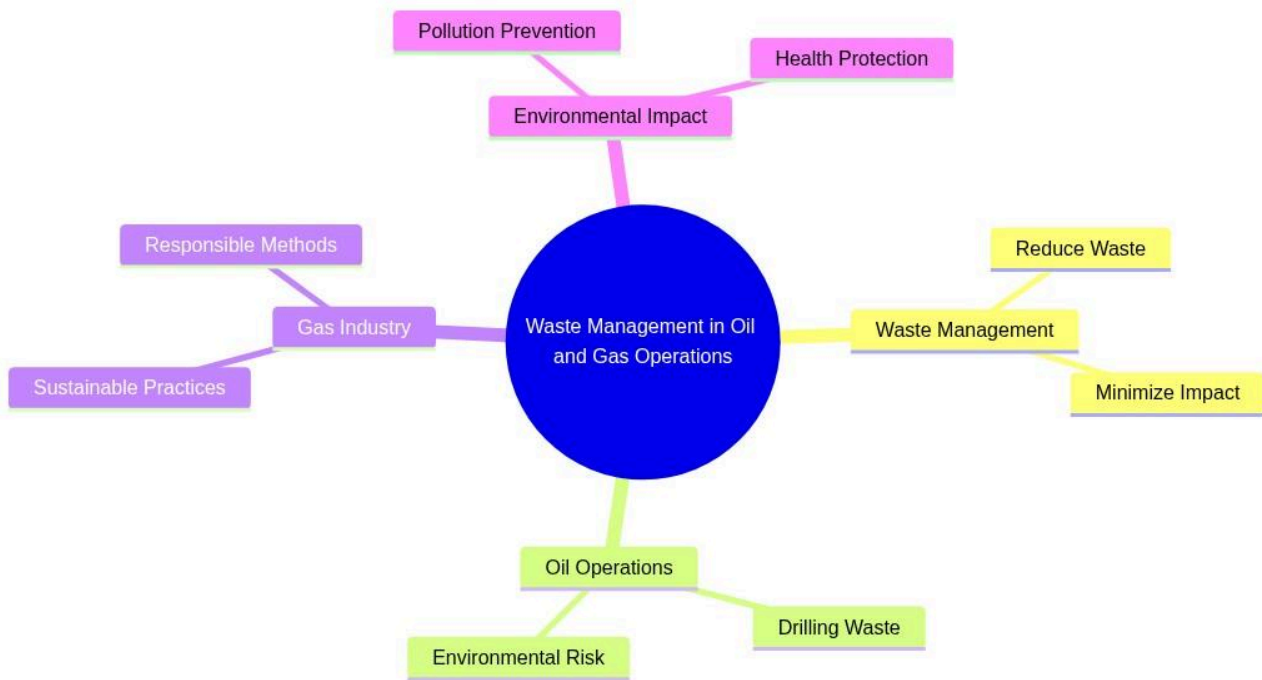 Pollution Prevention
Health Protection
Environmental Impact
Responsible Methods
Reduce Waste
Gas Industry
Waste Management in Oil
and Gas Operations
Waste Management
Sustainable Practices
Minimize Impact
Oil Operations
Drilling Waste
Environmental Risk